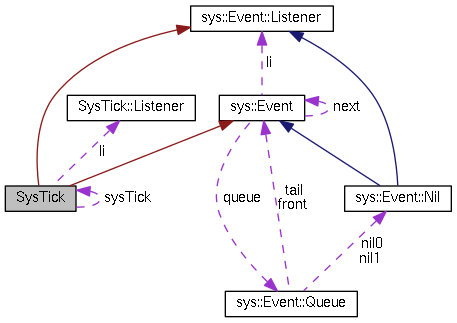 sys::Event::Listener
li
SysTick::Listener
sys::Event
next
li
SysTick
sysTick
queue
tail
front
sys::Event::Nil
nil0
nil1
sys::Event::Queue